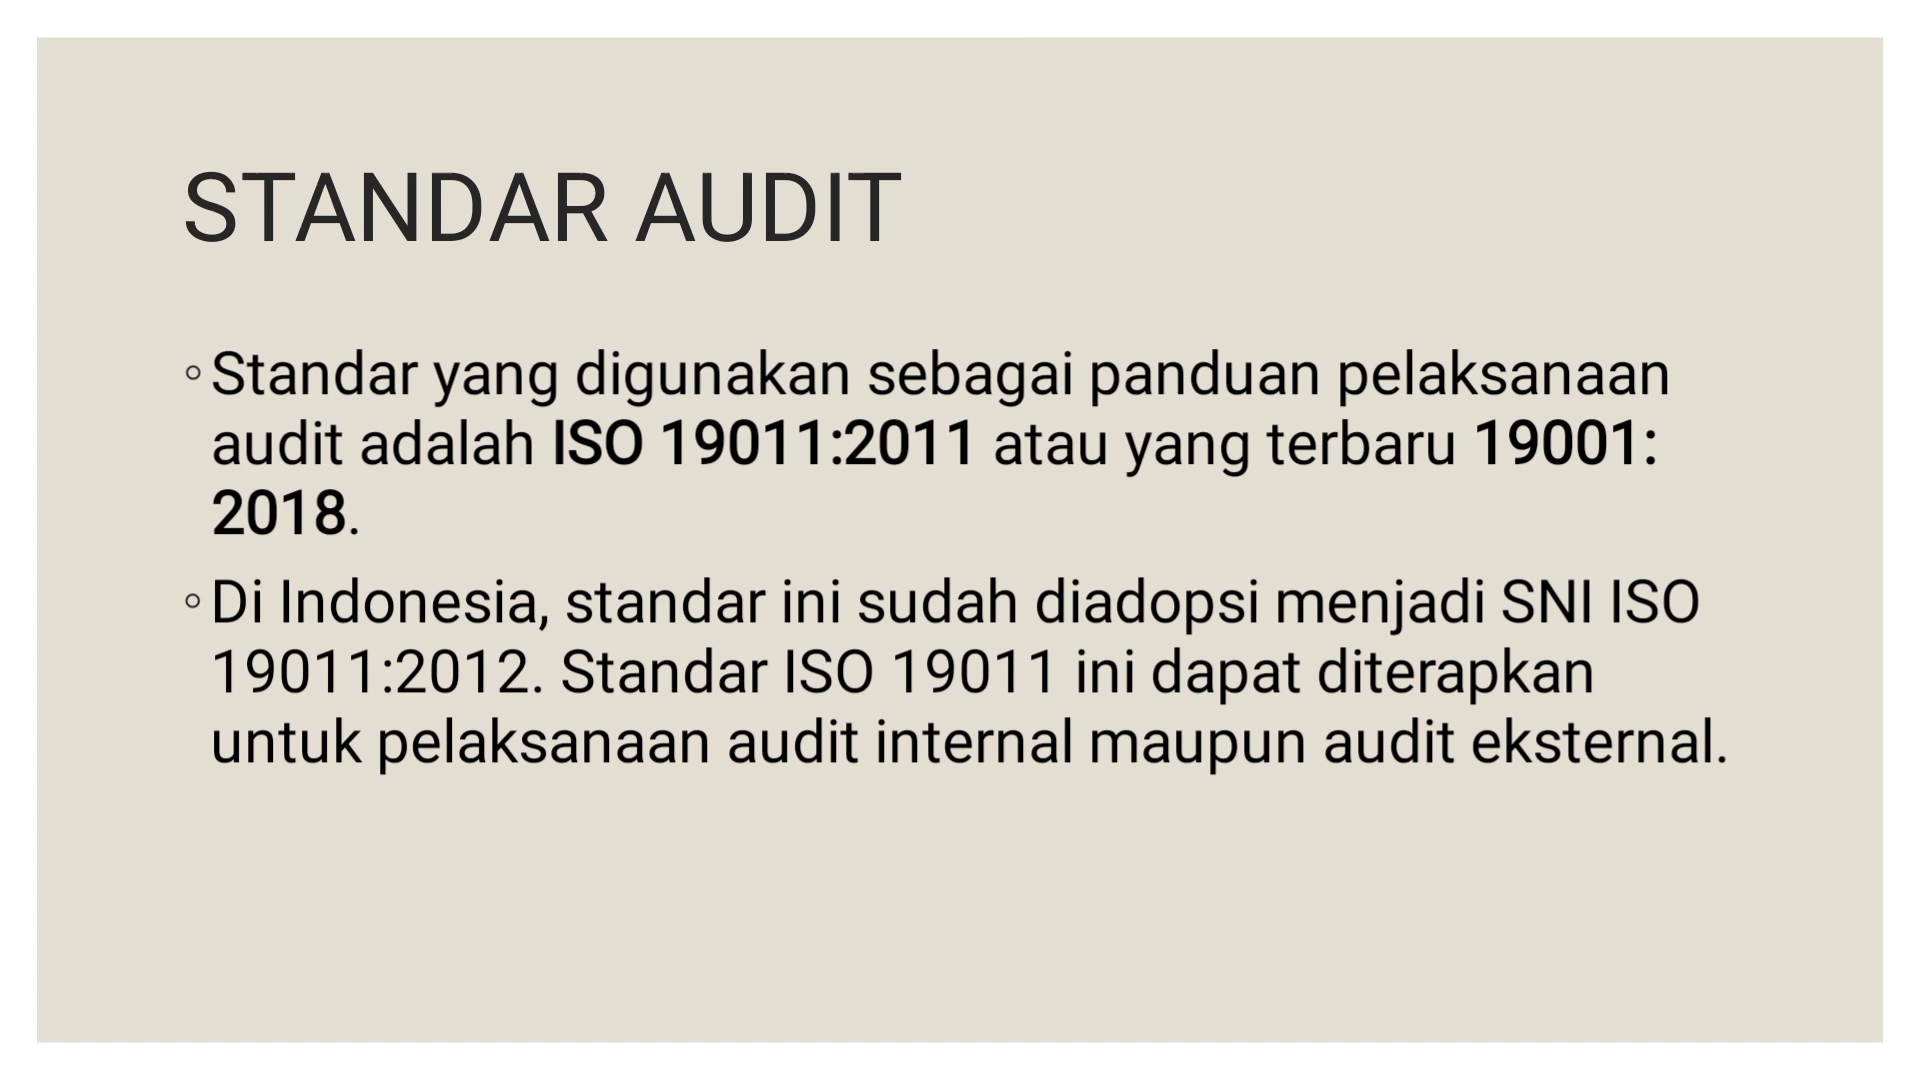 STANDAR AUDIT
◦ Standar yang digunakan sebagai panduan pelaksanaan
audit adalah ISO 19011:2011 atau yang terbaru 19001:
2018.
◦ Di Indonesia, standar ini sudah diadopsi menjadi SNI ISO
19011:2012. Standar ISO 19011 ini dapat diterapkan
untuk pelaksanaan audit internal maupun audit eksternal.